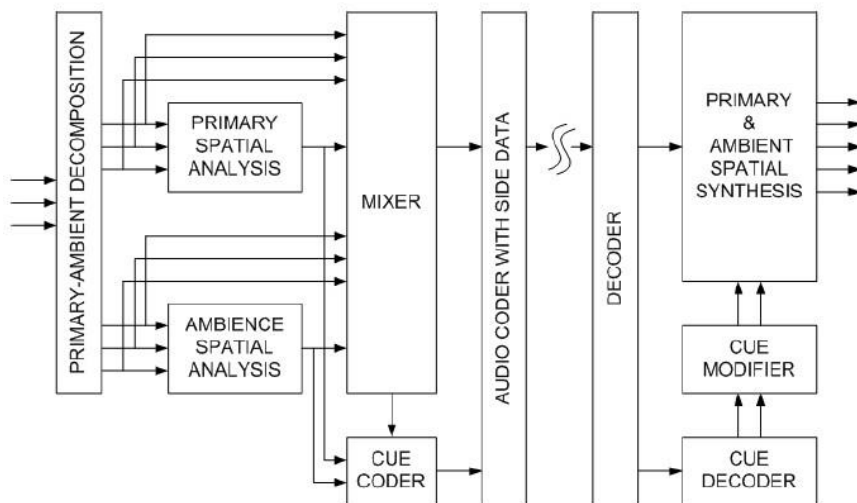 PRIMARY-AMBIENT DECOMPOSITION
PRIMARY
SPATIAL
ANALYSIS
AMBIENCE
SPATIAL
ANALYSIS
MIXER
CUE
CODER
AUDIO CODER WITH SIDE DATA
DECODER
PRIMARY
&
AMBIENT
SPATIAL
SYNTHESIS
CUE
MODIFIER
CUE
DECODER